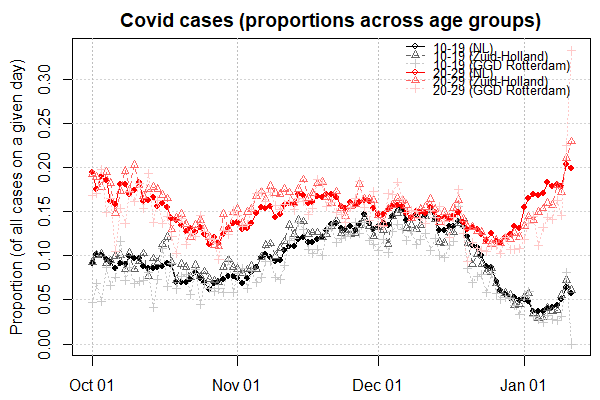 Covid cases (proportions across age groups)
10-19 (NL)
10-19 (Zuid-Holland)
10-19 (GGD Rotterdam)
20-29 (NL)
20-29 (Zuid-Holland)
20-29 (GGD Rotterdam)
Proportion (of all cases on a given day)
0.30
0.25
0.20
0.15
0.10
0.05
0.00
Oct 01
Nov 01
Dec 01
Jan 01